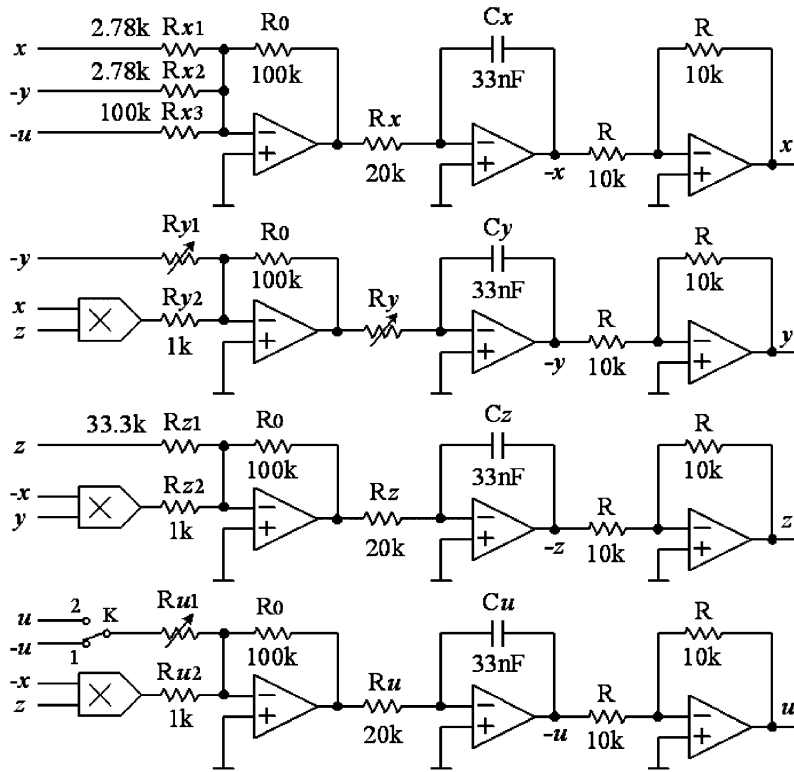 2.78k Rx1 R0 Cx R
x
100k 33nF 10k
2.78k Rx2
-y
100k Rx3
-u
Rx R x
− − −
+ + +
20k -x 10k
Ry1 R0 Cy R
-y
100k 33nF 10k
x Ry2
z
1k
Ry R y
− − −
+ + +
-y 10k
33.3k Rz1 R0 Cz R
z
100k 33nF 10k
-x Rz2
y
1k
Rz R z
− − −
+ + +
20k -z 10k
2 K Ru1 R0 Cu R
u
-u
1
100k 33nF 10k
-x Ru2
z
1k
Ru R u
− − −
+ + +
20k -u 10k